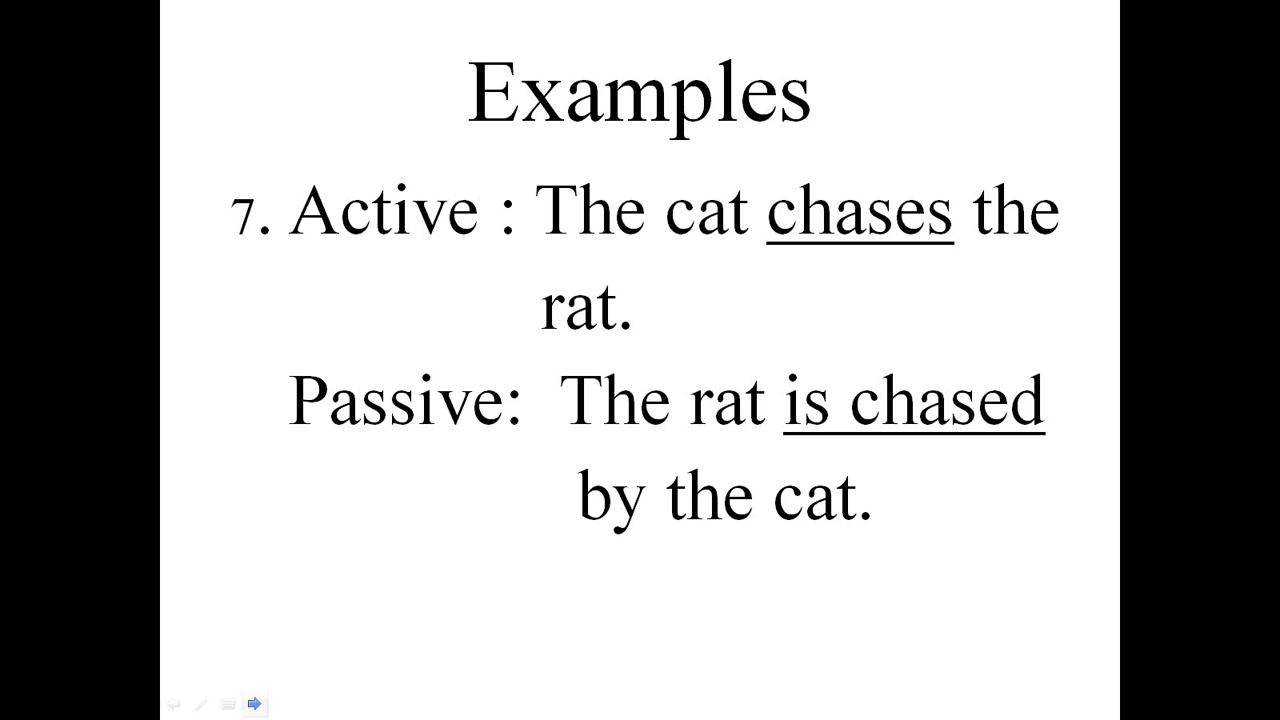 Examples
7. Active : The cat chases the
rat.
Passive: The rat is chased
by the cat.